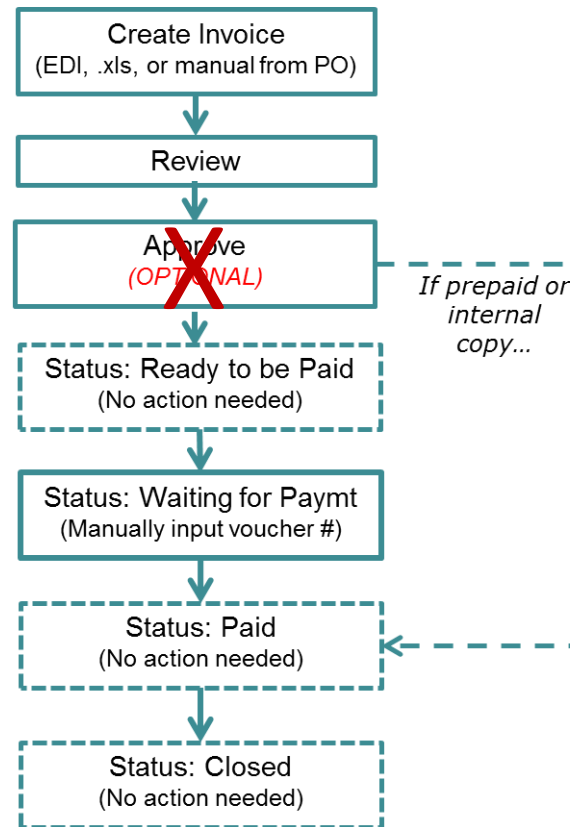 Create Invoice
(EDI, .xls, or manual from PO)
Review
Approve
(OPTIONAL)
If prepaid or
internal
copy...
Status: Ready to be Paid
(No action needed)
Status: Waiting for Paymt
(Manually input voucher #)
Status: Paid
(No action needed)
Status: Closed
(No action needed)